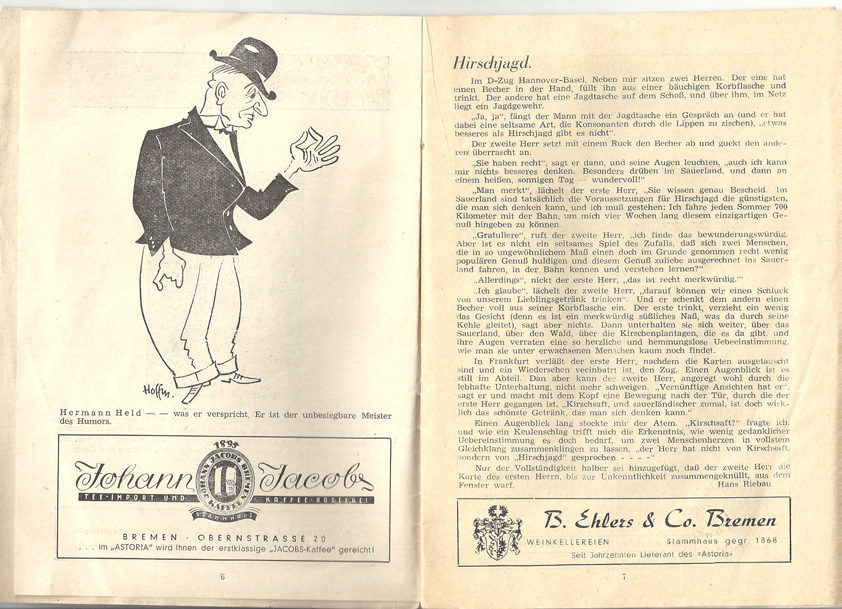 Hoffm.
Hermann Held — — was er verspricht. Er ist der unbesiegbare Meister
des Humors.
1895
Johann Jacobs
JOHANN JACOBS BREMEN
TEE-IMPORT UND KAFFEE-RÖSTEREI
STAMMHAUS
BREMEN · OBERNSTRASSE 20
... im „ASTORIA" wird Ihnen der erstklassige „JACOBS-Kaffee" gereicht!
6
Hirschjagd.
Im D-Zug Hannover-Basel. Neben mir sitzen zwei Herren. Der eine hat
einen Becher in der Hand, füllt ihn aus einer bäuchigen Korbflasche und
trinkt. Der andere hat eine Jagdtasche auf dem Schoß, und über ihm, im Netz
liegt ein Jagdgewehr.
„Ja, ja", fängt der Mann mit der Jagdtasche ein Gespräch an (und er hat
dabei eine seltsame Art, die Konsonanten durch die Lippen zu zischen), „etwas
besseres als Hirschjagd gibt es nicht".
Der zweite Herr setzt mit einem Ruck den Becher ab und guckt den ande-
ren überrascht an.
„Sie haben recht", sagt er dann, und seine Augen leuchten, „auch ich kann
mir nichts besseres denken. Besonders drüben im Sauerland, und dann an
einem heißen, sonnigen Tag — wundervoll!"
„Man merkt", lächelt der erste Herr, „Sie wissen genau Bescheid. Im
Sauerland sind tatsächlich die Voraussetzungen für Hirschjagd die günstigsten,
die man sich denken kann, und ich muß gestehen: Ich fahre jeden Sommer 700
Kilometer mit der Bahn, um mich vier Wochen lang diesem einzigartigen Ge-
nuß hingeben zu können.
„Gratuliere", ruft der zweite Herr, „ich finde das bewunderungswürdig.
Aber ist es nicht ein seltsames Spiel des Zufalls, daß sich zwei Menschen,
die in so ungewöhnlichem Maß einen doch im Grunde genommen recht wenig
populären Genuß huldigen und diesem Genuß zuliebe ausgerechnet ins Sauer-
land fahren, in der Bahn kennen und verstehen lernen?"
„Allerdings", nickt der erste Herr, „das ist recht merkwürdig."
„Ich glaube", lächelt der zweite Herr, „darauf können wir einen Schluck
von unserem Lieblingsgetränk trinken". Und er schenkt dem andern einen
Becher voll aus seiner Korbflasche ein. Der erste trinkt, verzieht ein wenig
das Gesicht (denn es ist ein merkwürdig süßliches Naß, was da durch seine
Kehle gleitet), sagt aber nichts. Dann unterhalten sie sich weiter, über das
Sauerland, über den Wald, über die Kirschenplantagen, die es da gibt, und
ihre Augen verraten eine so herzliche und hemmungslose Uebeeinstimmung,
wie man sie unter erwachsenen Menschen kaum noch findet.
In Frankfurt verläßt der erste Herr, nachdem die Karten ausgetauscht
sind und ein Wiedersehen veeinbatrt ist, den Zug. Einen Augenblick ist es
still im Abteil. Dan aber kann der zweite Herr, angeregt wohl durch die
lebhafte Unterhaltung, nicht mehr schweigen. „Vernünftige Ansichten hat er",
sagt er und macht mit dem Kopf eine Bewegung nach der Tür, durch die der
erste Herr gegangen ist, „Kirschsaft, und sauerländischer zumal, ist doch wirk-
lich das schönste Getränk, das man sich denken kann."
Einen Augenblick lang stockte mir der Atem. „Kirschsaft?" fragte ich
und wie ein Keulenschlag trifft mich die Erkenntnis, wie wenig gedanklicher
Uebereinstimmung es doch bedarf, um zwei Menschenherzen in vollstem
Gleichklang zusammenklingen zu lassen, „der Herr hat nicht von Kirschsaft,
sondern von „Hirschjagd" gesprochen - - - -"
Nur der Vollständigkeit halber sei hinzugefügt, daß der zweite Herr die
Karte des ersten Herrn, bis zur Unkenntlichkeit zusammengeknüllt, aus dem
Fenster warf. Hans Riebau.
B. Ehlers & Co. Bremen
WEINKELLEREIEN Stammhaus gegr. 1868
Seit Jahrzehnten Lieferant des »Astoria«
7